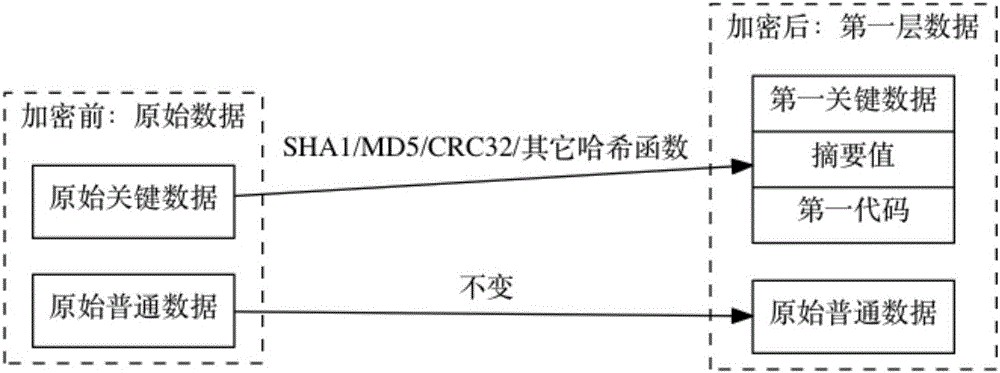 加密前：原始数据
原始关键数据
原始普通数据
SHA1/MD5/CRC32/其它哈希函数
不变
加密后：第一层数据
第一关键数据
摘要值
第一代码
原始普通数据